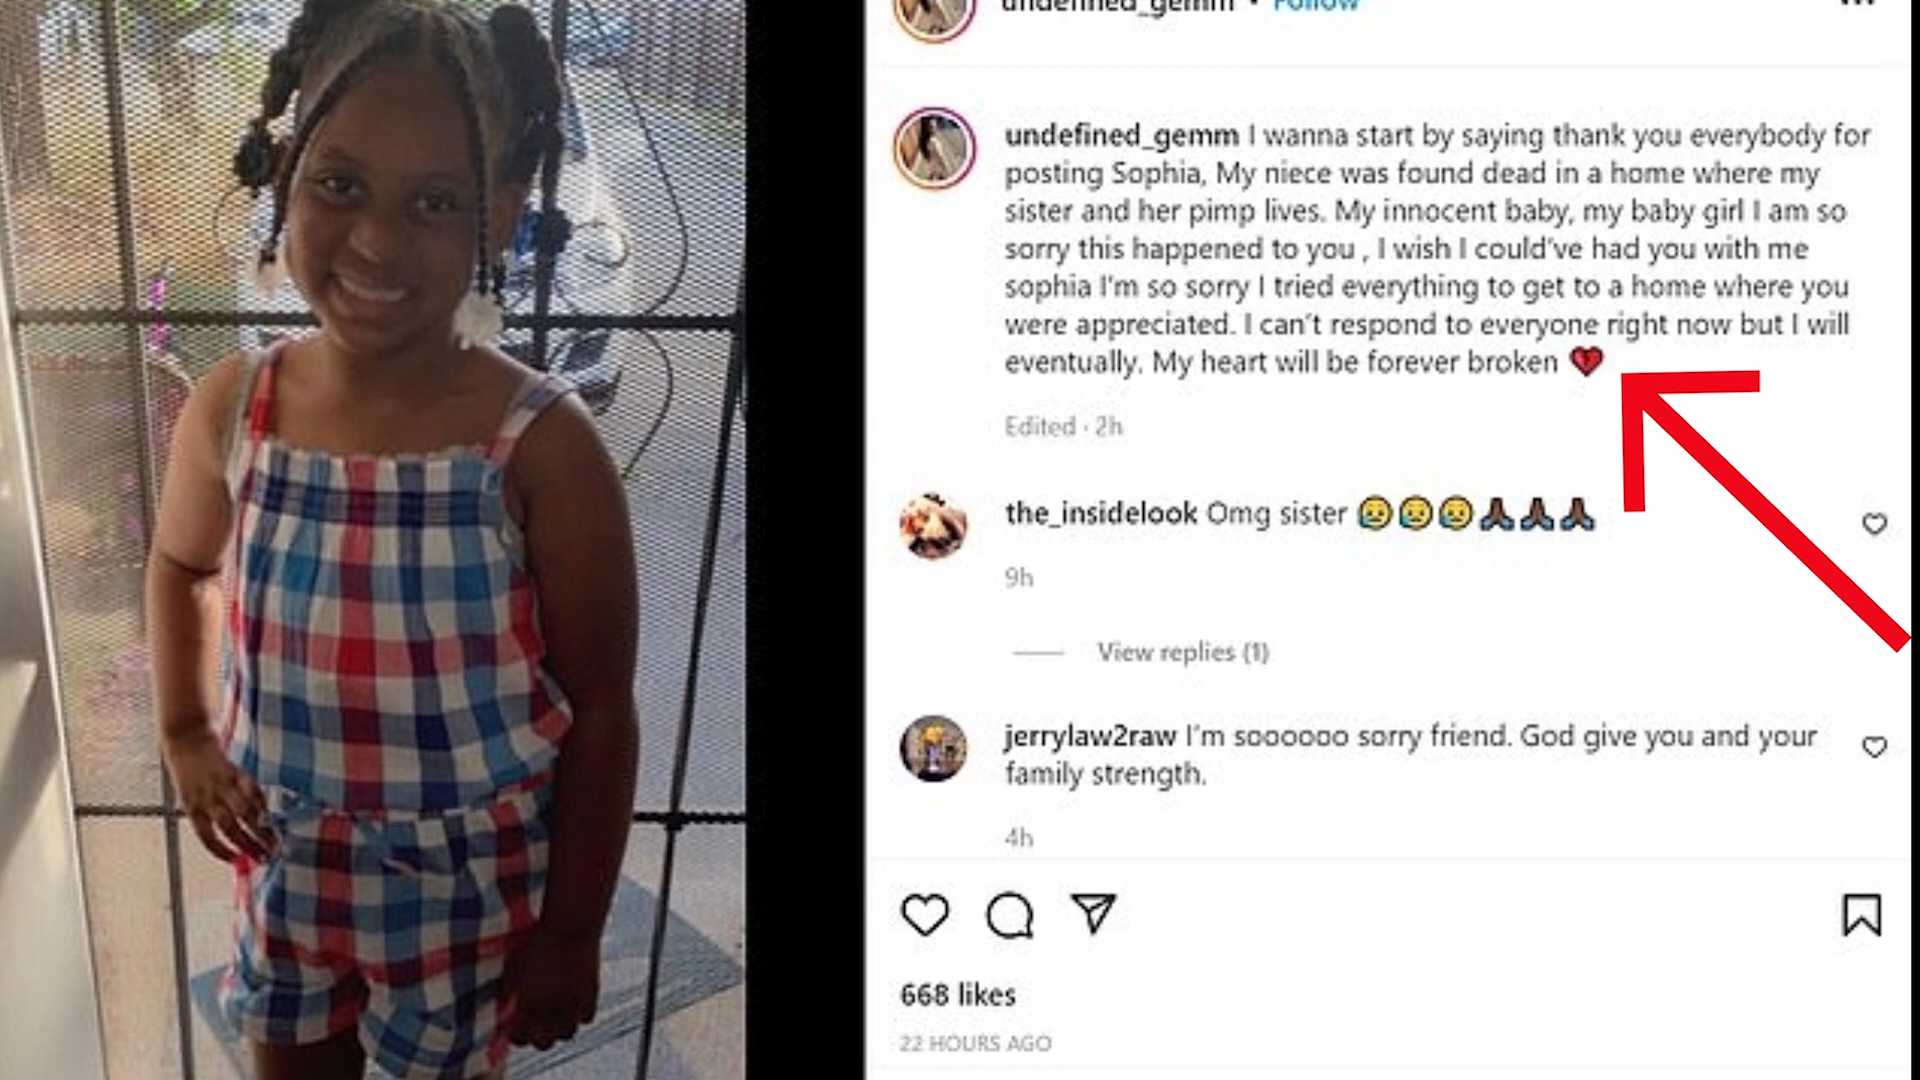 undefined_gemm • Follow
undefined_gemm I wanna start by saying thank you everybody for
posting Sophia, My niece was found dead in a home where my
sister and her pimp lives. My innocent baby, my baby girl I am so
sorry this happened to you , I wish I could've had you with me
sophia I'm so sorry I tried everything to get to a home where you
were appreciated. I can't respond to everyone right now but I will
eventually. My heart will be forever broken 💔
Edited · 2h
the_insidelook Omg sister 😢😢😢🙏🏿🙏🏿🙏🏿
9h
View replies (1)
jerrylaw2raw I'm soooooo sorry friend. God give you and your
family strength.
4h
668 likes
22 HOURS AGO